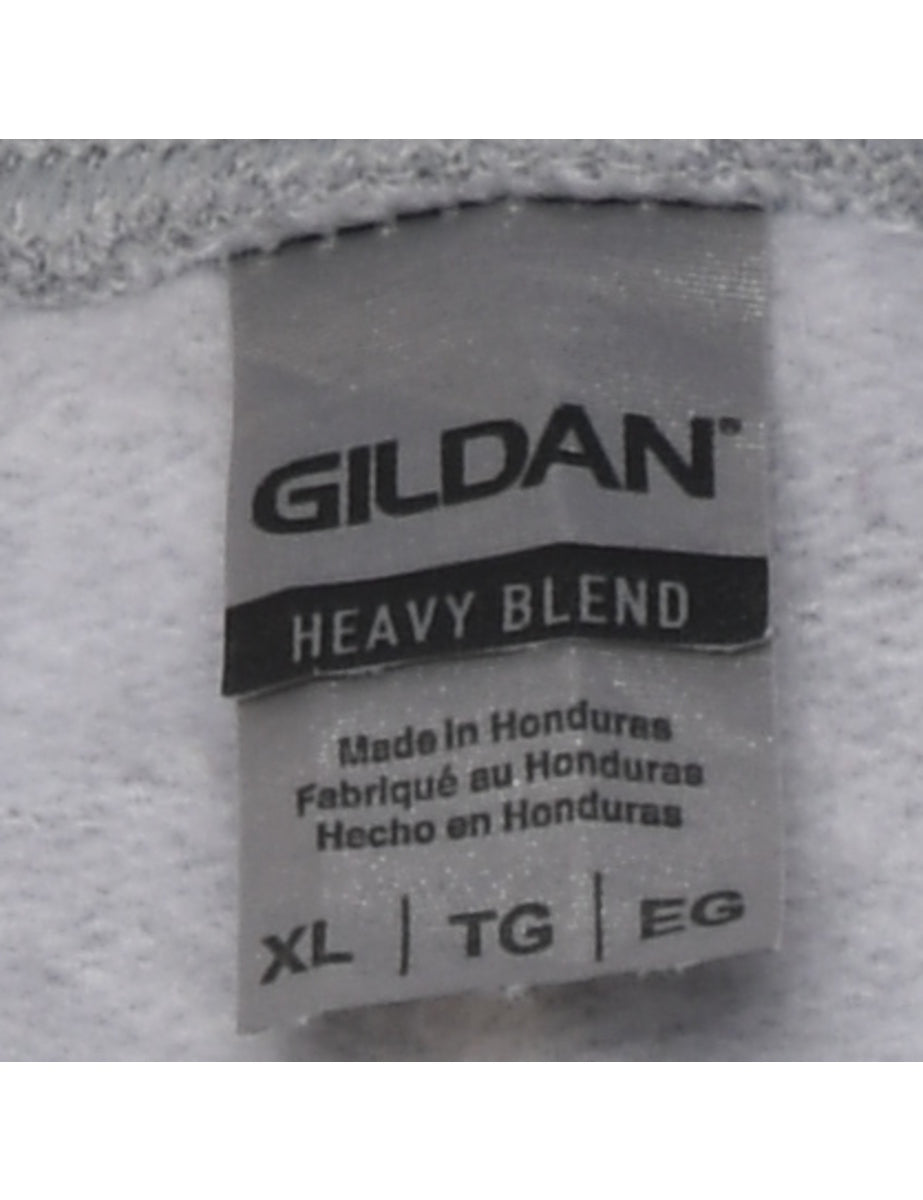 GILDAN
HEAVY BLEND
Made in Honduras
Fabriqué au Honduras
Hecho en Honduras
XL | TG | EG